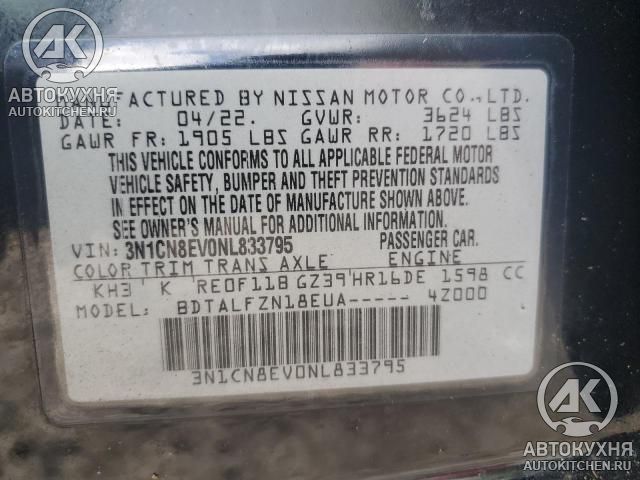 АК
АВТОКУХНЯ
AUTOKITCHEN.RU
MANUFACTURED BY NISSAN MOTOR CO., LTD.
DATE: 04/22. GVWR: 3624 LBS
GAWR FR: 1905 LBS GAWR RR: 1720 LBS
THIS VEHICLE CONFORMS TO ALL APPLICABLE FEDERAL MOTOR
VEHICLE SAFETY, BUMPER AND THEFT PREVENTION STANDARDS
IN EFFECT ON THE DATE OF MANUFACTURE SHOWN ABOVE.
SEE OWNER'S MANUAL FOR ADDITIONAL INFORMATION.
VIN: 3N1CN8EV0NL833795 PASSENGER CAR.
COLOR TRIM TRANS AXLE ENGINE
KH3' K RE0F11B GZ39'HR16DE 1598 CC
MODEL: BDTALFZN18EUA----- 4Z000
3N1CN8EV0NL833795
АК
АВТОКУХНЯ
AUTOKITCHEN.RU